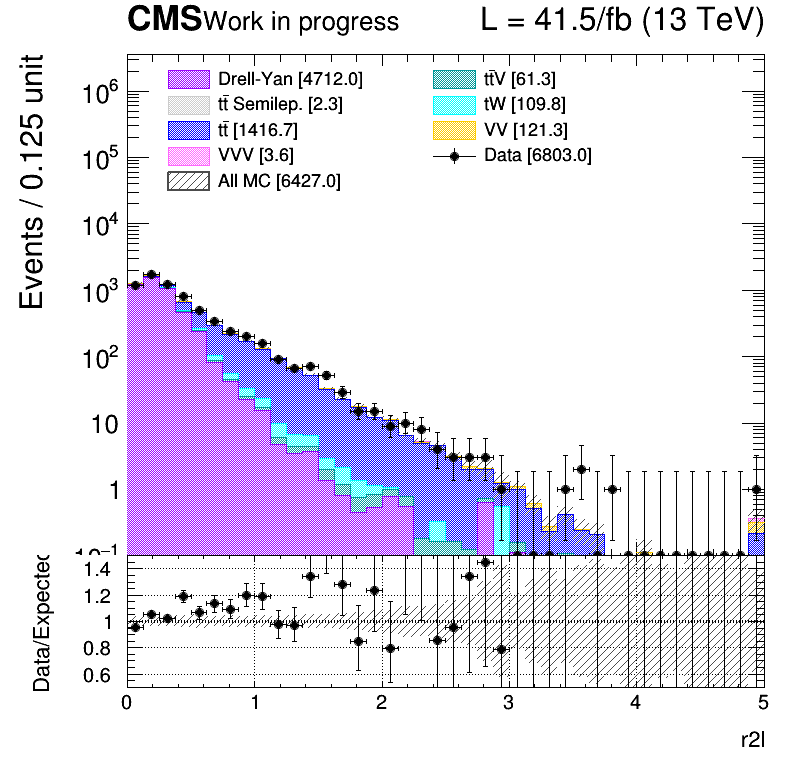 CMS Work in progress L = 41.5/fb (13 TeV)
Events / 0.125 unit
Drell-Yan [4712.0] tt̄V [61.3]
tt̄ Semilep. [2.3] tW [109.8]
tt̄ [1416.7] VV [121.3]
VVV [3.6] Data [6803.0]
All MC [6427.0]
10⁶
10⁵
10⁴
10³
10²
10
1
10⁻¹
Data/Expected
1.4
1.2
1
0.8
0.6
0 1 2 3 4 5
r2l